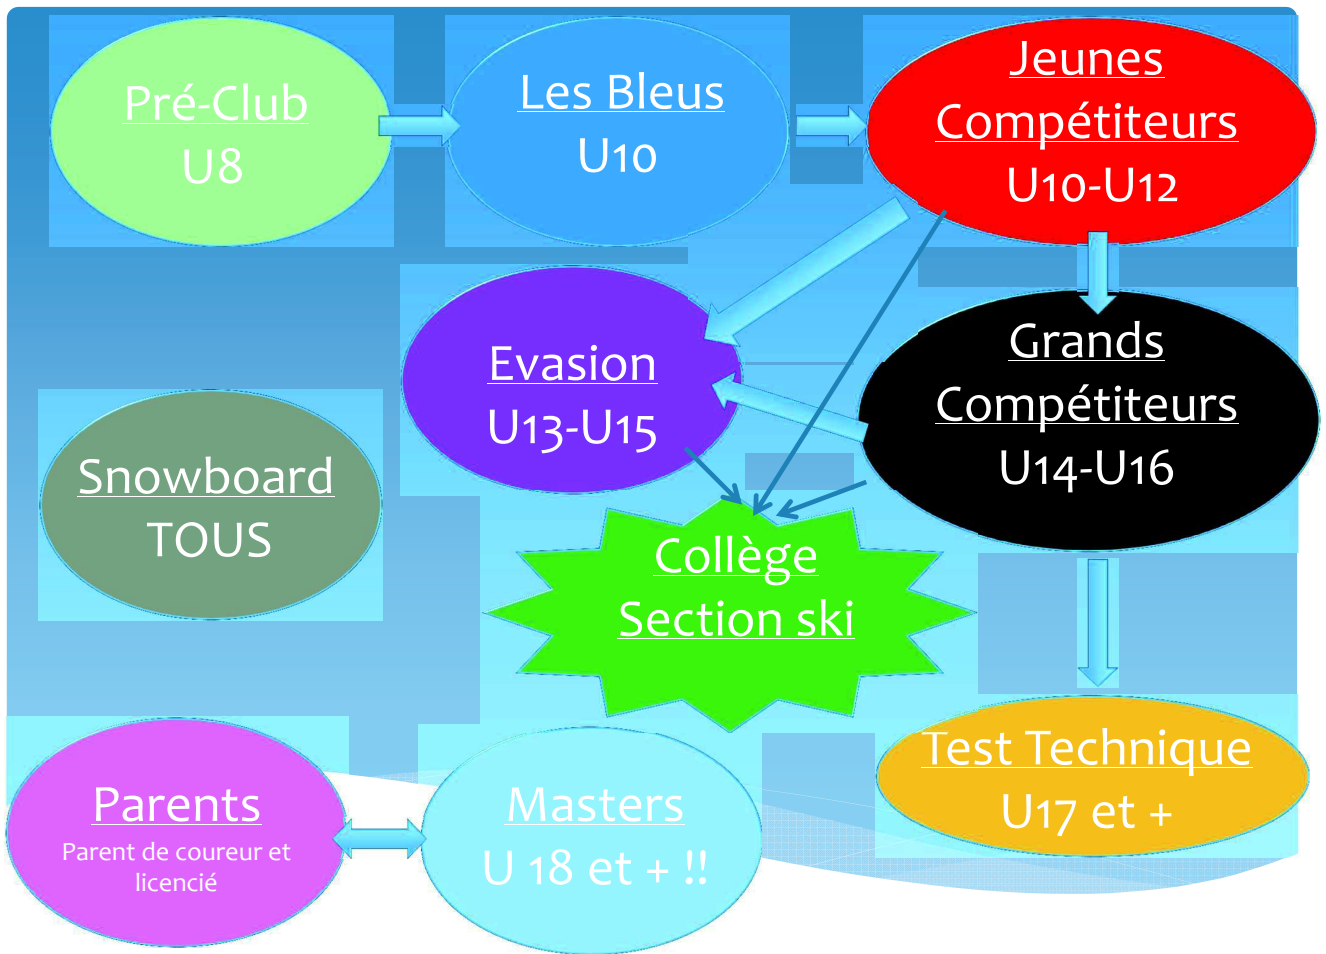 Pré-Club
U8
Les Bleus
U10
Jeunes
Compétiteurs
U10-U12
Evasion
U13-U15
Grands
Compétiteurs
U14-U16
Snowboard
TOUS
Collège
Section ski
Parents
Parent de coureur et
licencié
Masters
U 18 et + !!
Test Technique
U17 et +